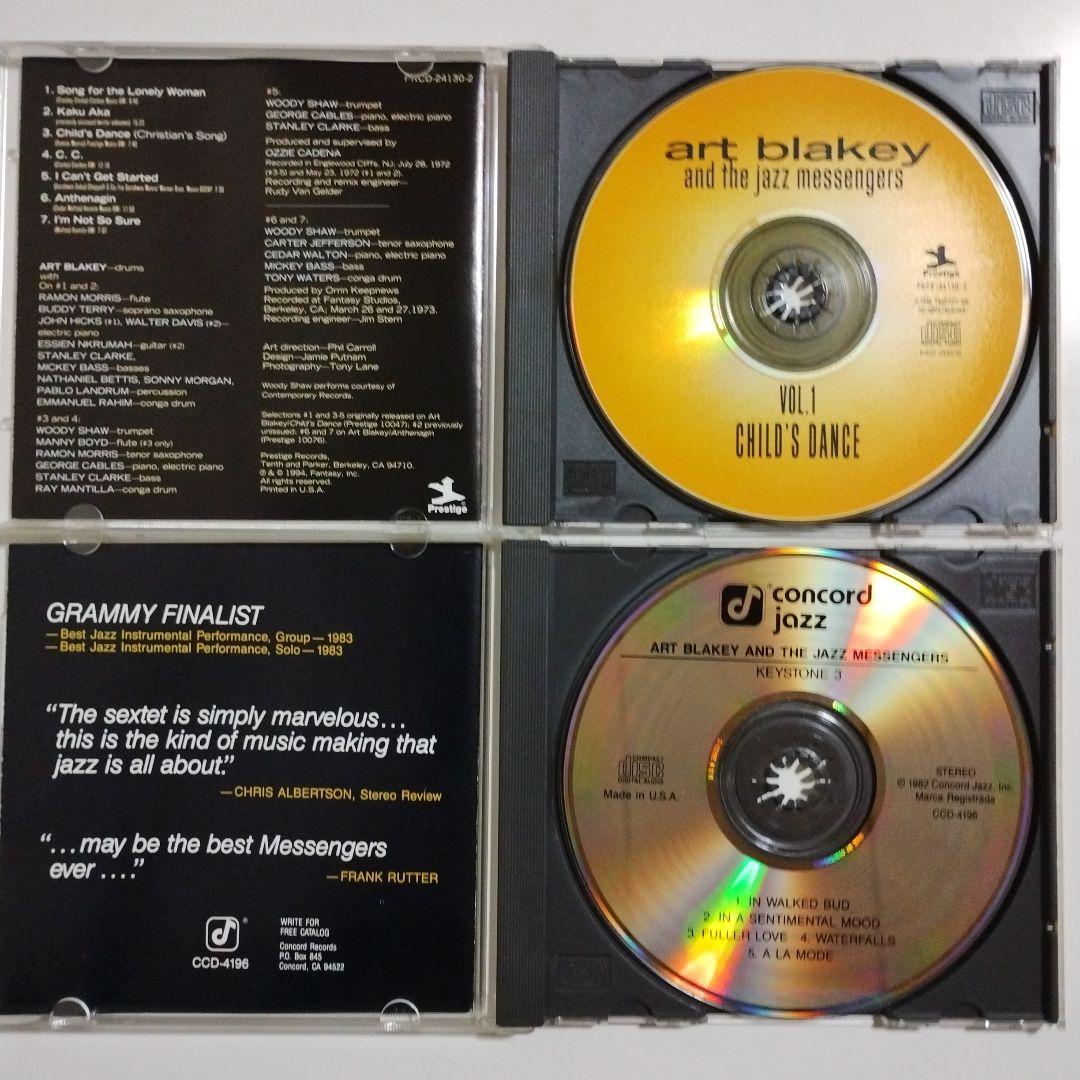 PRCD-24130-2
1. Song for the Lonely Woman
2. Kaku Aka
3. Child's Dance (Christian's Song)
4. C. C.
5. I Can't Get Started
6. Anthenagin
7. I'm Not So Sure
ART BLAKEY—drums
with
On #1 and 2:
RAMON MORRIS—flute
BUDDY TERRY—soprano saxophone
JOHN HICKS (#1), WALTER DAVIS (#2)—
electric piano
ESSIEN NKRUMAH—guitar (#2)
STANLEY CLARKE,
MICKEY BASS—basses
NATHANIEL BETTIS, SONNY MORGAN,
PABLO LANDRUM—percussion
EMMANUEL RAHIM—conga drum
#3 and 4:
WOODY SHAW—trumpet
MANNY BOYD—flute (#3 only)
RAMON MORRIS—tenor saxophone
GEORGE CABLES—piano, electric piano
STANLEY CLARKE—bass
RAY MANTILLA—conga drum
#5:
WOODY SHAW—trumpet
GEORGE CABLES—piano, electric piano
STANLEY CLARKE—bass
Produced and supervised by
OZZIE CADENA
Recorded in Englewood Cliffs, NJ; July 28, 1972
(#3-5) and May 23, 1972 (#1 and 2).
Recording and remix engineer—
Rudy Van Gelder
#6 and 7:
WOODY SHAW—trumpet
CARTER JEFFERSON—tenor saxophone
CEDAR WALTON—piano, electric piano
MICKEY BASS—bass
TONY WATERS—conga drum
Produced by Orrin Keepnews
Recorded at Fantasy Studios,
Berkeley, CA; March 26 and 27, 1973.
Recording engineer—Jim Stern
Art direction—Phil Carroll
Design—Jamie Putnam
Photography—Tony Lane
Woody Shaw performs courtesy of
Contemporary Records.
Selections #1 and 3-5 originally released on Art
Blakey/Child's Dance (Prestige 10047); #2 previously
unissued; #6 and 7 on Art Blakey/Anthenagin
(Prestige 10076).
Prestige Records,
Tenth and Parker, Berkeley, CA 94710.
℗ & © 1994, Fantasy, Inc.
All rights reserved.
Printed in U.S.A.
Prestige
art blakey
and the jazz messengers
Prestige
PRCD-24130-2
COMPACT
disc
DIGITAL AUDIO
VOL.1
CHILD'S DANCE
GRAMMY FINALIST
—Best Jazz Instrumental Performance, Group—1983
—Best Jazz Instrumental Performance, Solo—1983
“The sextet is simply marvelous...
this is the kind of music making that
jazz is all about.”
—CHRIS ALBERTSON, Stereo Review
“...may be the best Messengers
ever ....”
—FRANK RUTTER
CCD-4196
WRITE FOR
FREE CATALOG
Concord Records
P.O. Box 845
Concord, CA 94522
concord
jazz
ART BLAKEY AND THE JAZZ MESSENGERS
KEYSTONE 3
COMPACT
disc
DIGITAL AUDIO
Made in U.S.A.
STEREO
© 1982 Concord Jazz, Inc.
Marca Registrada
CCD-4196
1. IN WALKED BUD
2. IN A SENTIMENTAL MOOD
3. FULLER LOVE 4. WATERFALLS
5. A LA MODE